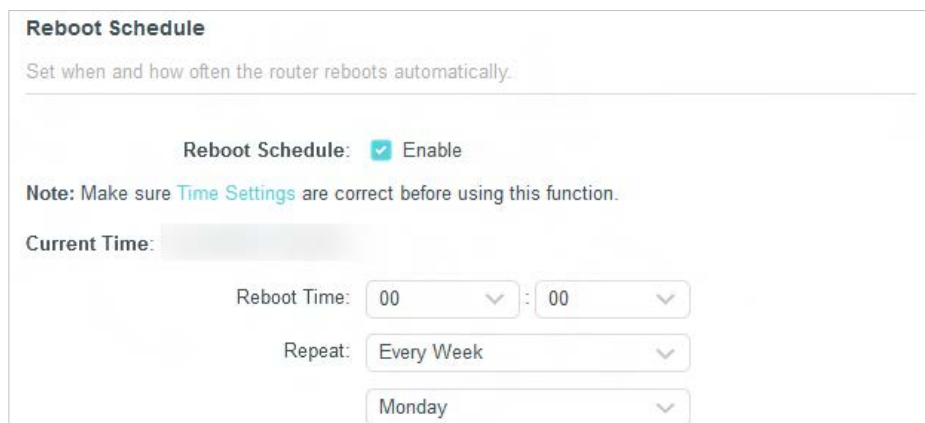 Reboot Schedule
Set when and how often the router reboots automatically.
Reboot Schedule: Enable
Note: Make sure Time Settings are correct before using this function.
Current Time:
Reboot Time: 00 : 00
Repeat: Every Week
Monday